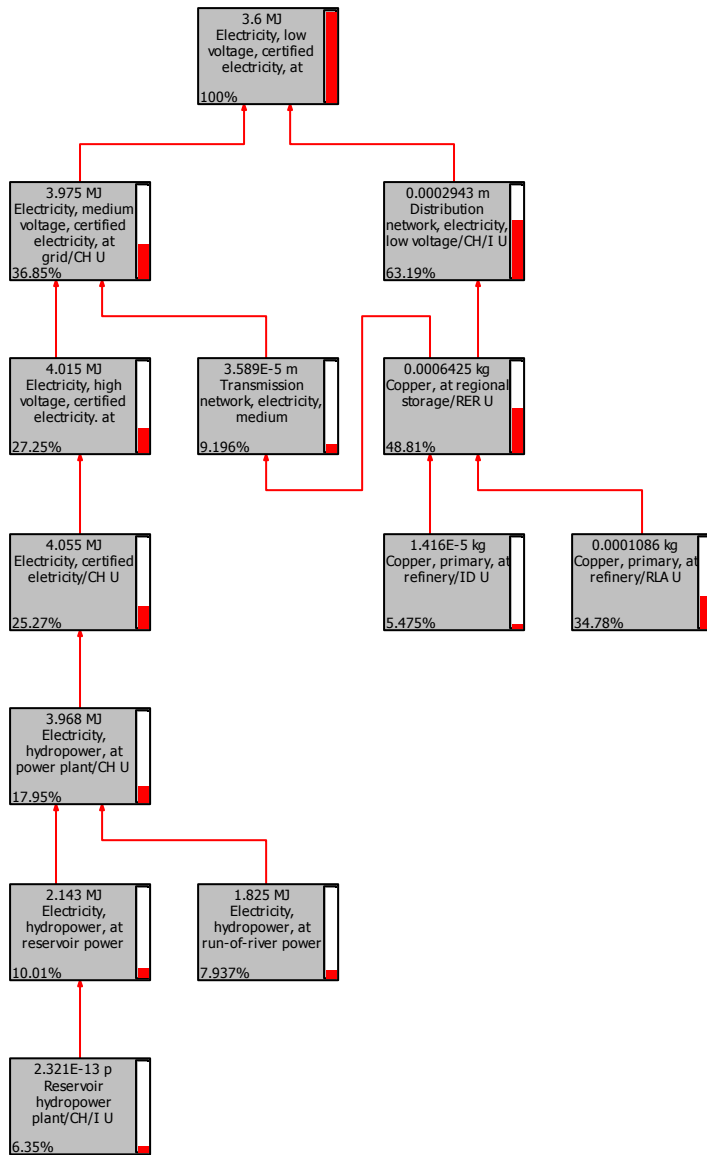 3.6 MJ
Electricity, low
voltage, certified
electricity, at
100%
3.975 MJ
Electricity, medium
voltage, certified
electricity, at
grid/CH U
36.85%
0.0002943 m
Distribution
network, electricity,
low voltage/CH/I U
63.19%
4.015 MJ
Electricity, high
voltage, certified
electricity. at
27.25%
3.589E-5 m
Transmission
network, electricity,
medium
9.196%
0.0006425 kg
Copper, at regional
storage/RER U
48.81%
4.055 MJ
Electricity, certified
eletricity/CH U
25.27%
1.416E-5 kg
Copper, primary, at
refinery/ID U
5.475%
0.0001086 kg
Copper, primary, at
refinery/RLA U
34.78%
3.968 MJ
Electricity,
hydropower, at
power plant/CH U
17.95%
2.143 MJ
Electricity,
hydropower, at
reservoir power
10.01%
1.825 MJ
Electricity,
hydropower, at
run-of-river power
7.937%
2.321E-13 p
Reservoir
hydropower
plant/CH/I U
6.35%